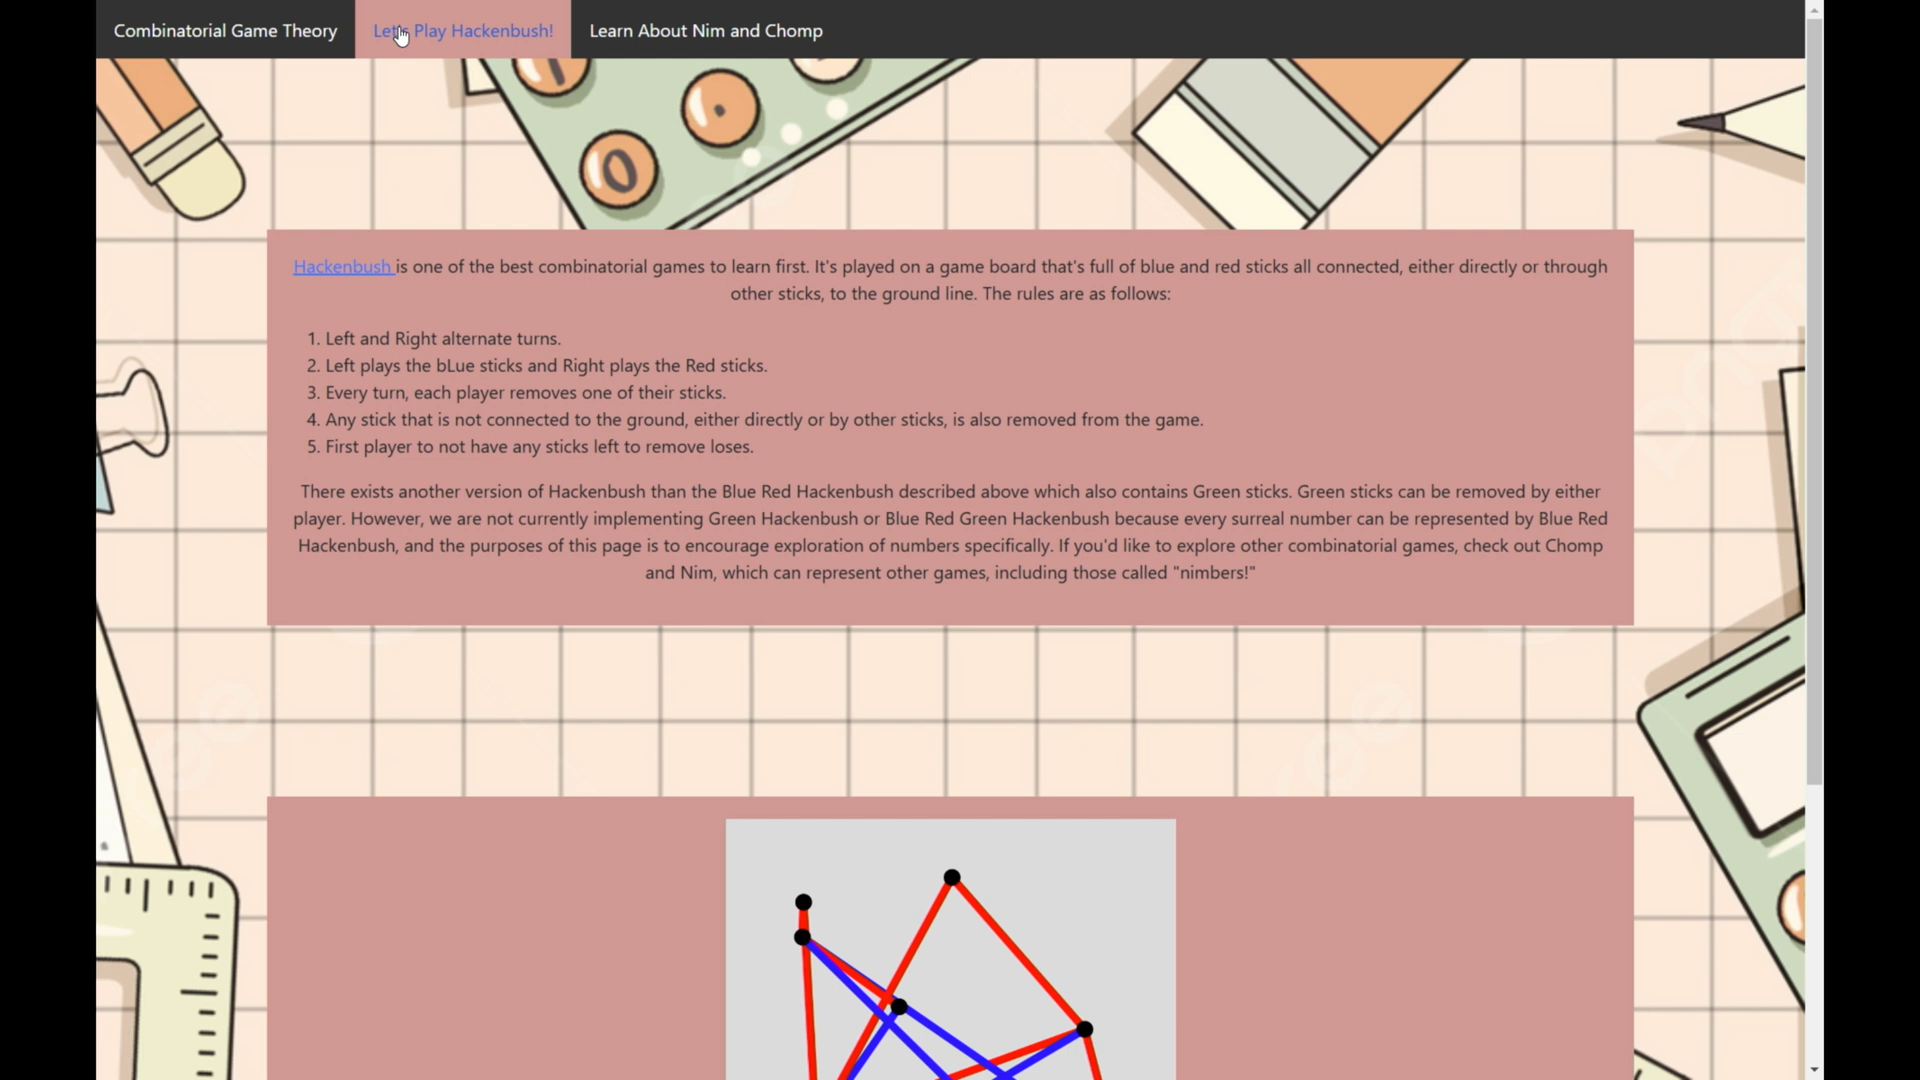 Combinatorial Game Theory
Let's Play Hackenbush!
Learn About Nim and Chomp
0
Hackenbush is one of the best combinatorial games to learn first. It's played on a game board that's full of blue and red sticks all connected, either directly or through
other sticks, to the ground line. The rules are as follows:
1. Left and Right alternate turns.
2. Left plays the bLue sticks and Right plays the Red sticks.
3. Every turn, each player removes one of their sticks.
4. Any stick that is not connected to the ground, either directly or by other sticks, is also removed from the game.
5. First player to not have any sticks left to remove loses.
There exists another version of Hackenbush than the Blue Red Hackenbush described above which also contains Green sticks. Green sticks can be removed by either
player. However, we are not currently implementing Green Hackenbush or Blue Red Green Hackenbush because every surreal number can be represented by Blue Red
Hackenbush, and the purposes of this page is to encourage exploration of numbers specifically. If you'd like to explore other combinatorial games, check out Chomp
and Nim, which can represent other games, including those called "nimbers!"